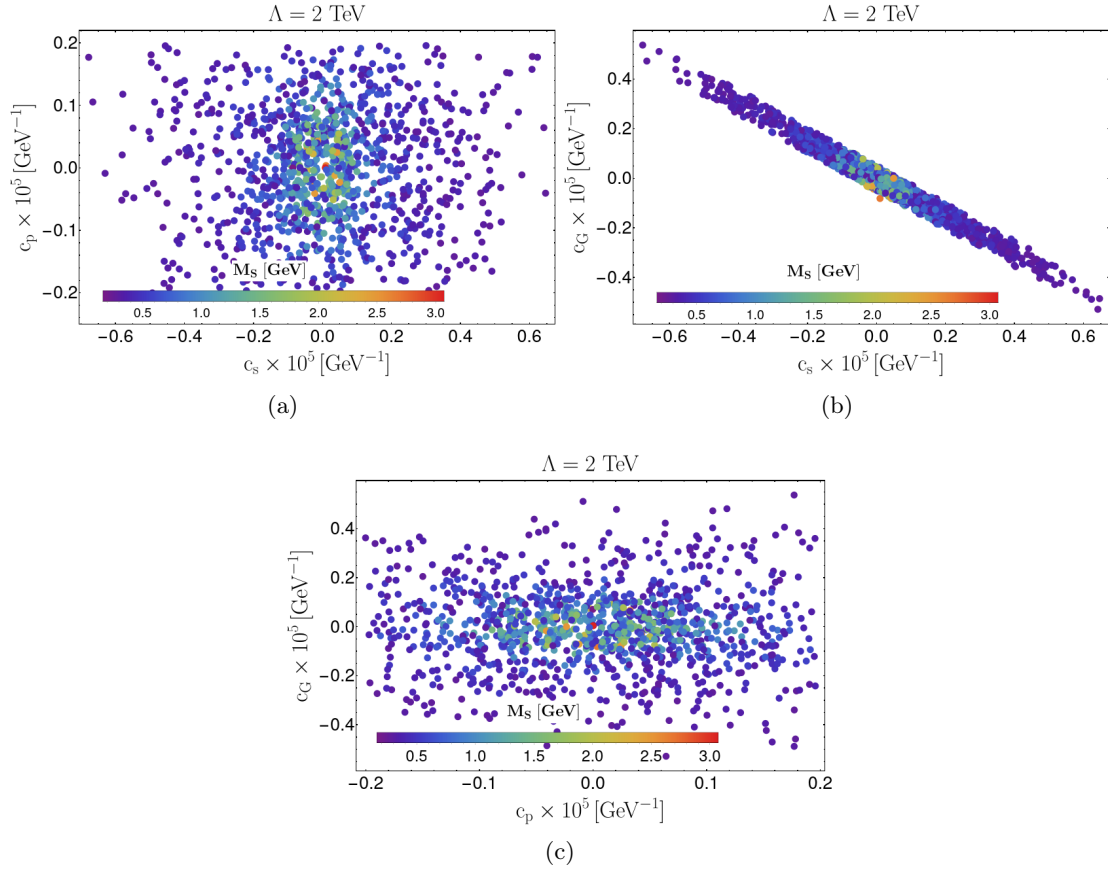 Λ = 2 TeV
0.2
0.1
0.0
−0.1
−0.2
c_p × 10^5 [GeV^−1]
M_S [GeV]
0.5 1.0 1.5 2.0 2.5 3.0
−0.6 −0.4 −0.2 0.0 0.2 0.4 0.6
c_s × 10^5 [GeV^−1]
(a)
Λ = 2 TeV
0.4
0.2
0.0
−0.2
−0.4
c_G × 10^5 [GeV^−1]
M_S [GeV]
0.5 1.0 1.5 2.0 2.5 3.0
−0.6 −0.4 −0.2 0.0 0.2 0.4 0.6
c_s × 10^5 [GeV^−1]
(b)
Λ = 2 TeV
0.4
0.2
0.0
−0.2
−0.4
c_G × 10^5 [GeV^−1]
M_S [GeV]
0.5 1.0 1.5 2.0 2.5 3.0
−0.2 −0.1 0.0 0.1 0.2
c_p × 10^5 [GeV^−1]
(c)